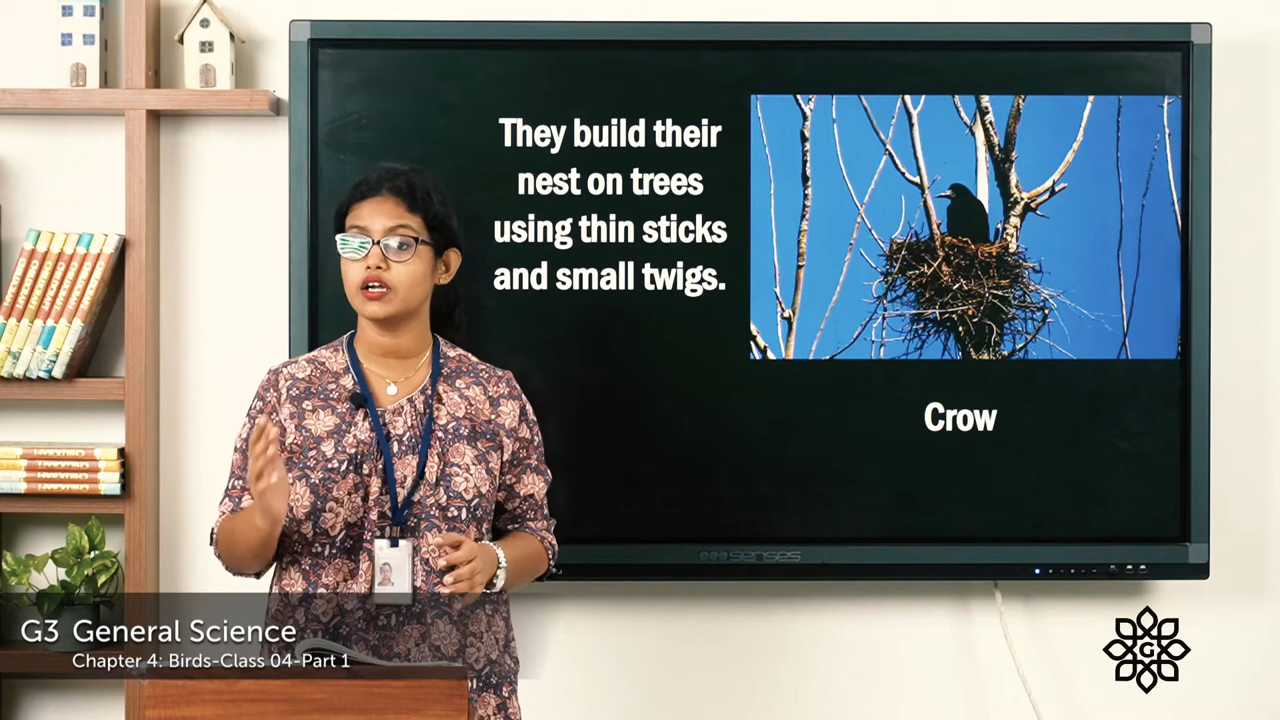 They build their
nest on trees
using thin sticks
and small twigs.
Crow
senses
G3 General Science
Chapter 4: Birds-Class 04-Part 1
G